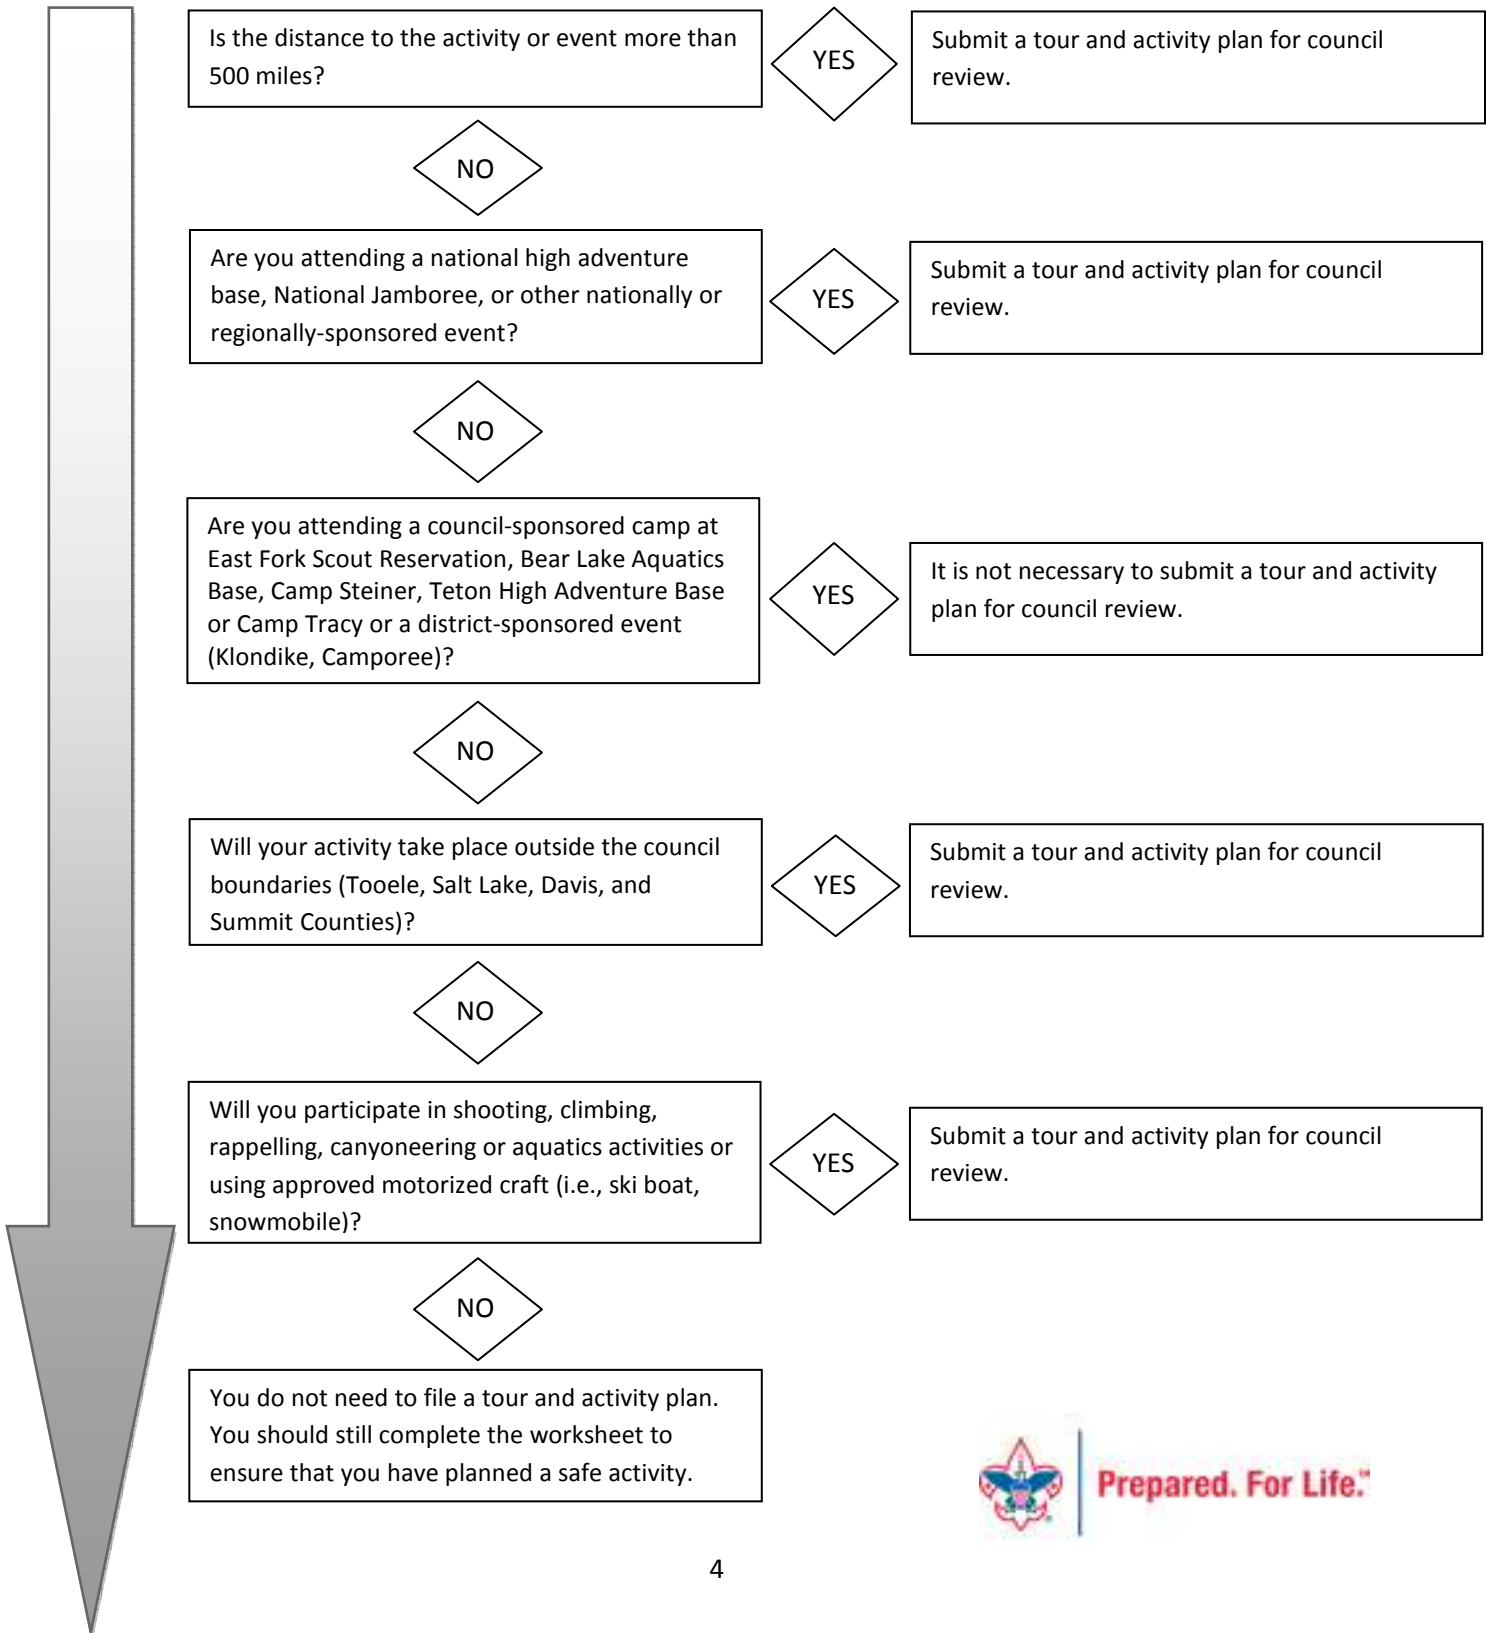 Is the distance to the activity or event more than
500 miles?
YES
Submit a tour and activity plan for council
review.
NO
Are you attending a national high adventure
base, National Jamboree, or other nationally or
regionally-sponsored event?
YES
Submit a tour and activity plan for council
review.
NO
Are you attending a council-sponsored camp at
East Fork Scout Reservation, Bear Lake Aquatics
Base, Camp Steiner, Teton High Adventure Base
or Camp Tracy or a district-sponsored event
(Klondike, Camporee)?
YES
It is not necessary to submit a tour and activity
plan for council review.
NO
Will your activity take place outside the council
boundaries (Tooele, Salt Lake, Davis, and
Summit Counties)?
YES
Submit a tour and activity plan for council
review.
NO
Will you participate in shooting, climbing,
rappelling, canyoneering or aquatics activities or
using approved motorized craft (i.e., ski boat,
snowmobile)?
YES
Submit a tour and activity plan for council
review.
NO
You do not need to file a tour and activity plan.
You should still complete the worksheet to
ensure that you have planned a safe activity.
Prepared. For Life.℠
4